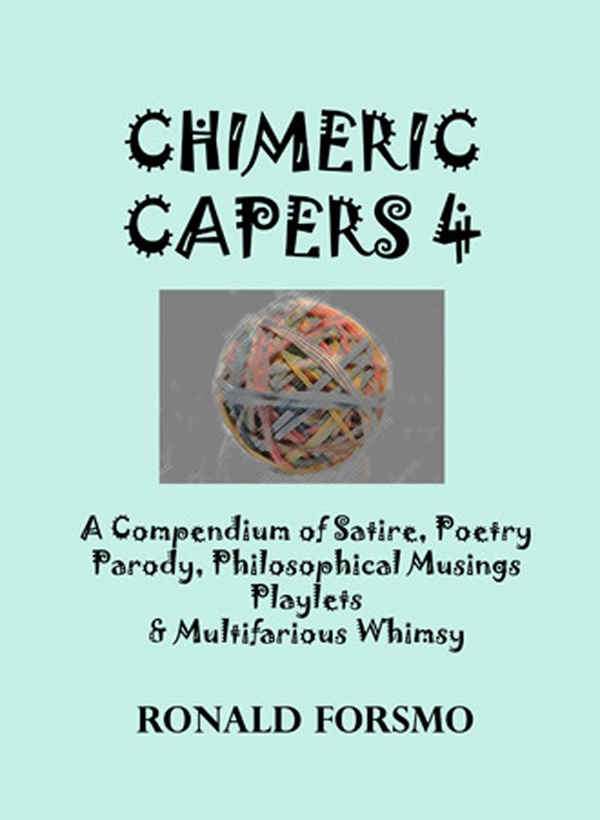 CHIMERIC
CAPERS 4
A Compendium of Satire, Poetry
Parody, Philosophical Musings
Playlets
& Multifarious Whimsy
RONALD FORSMO